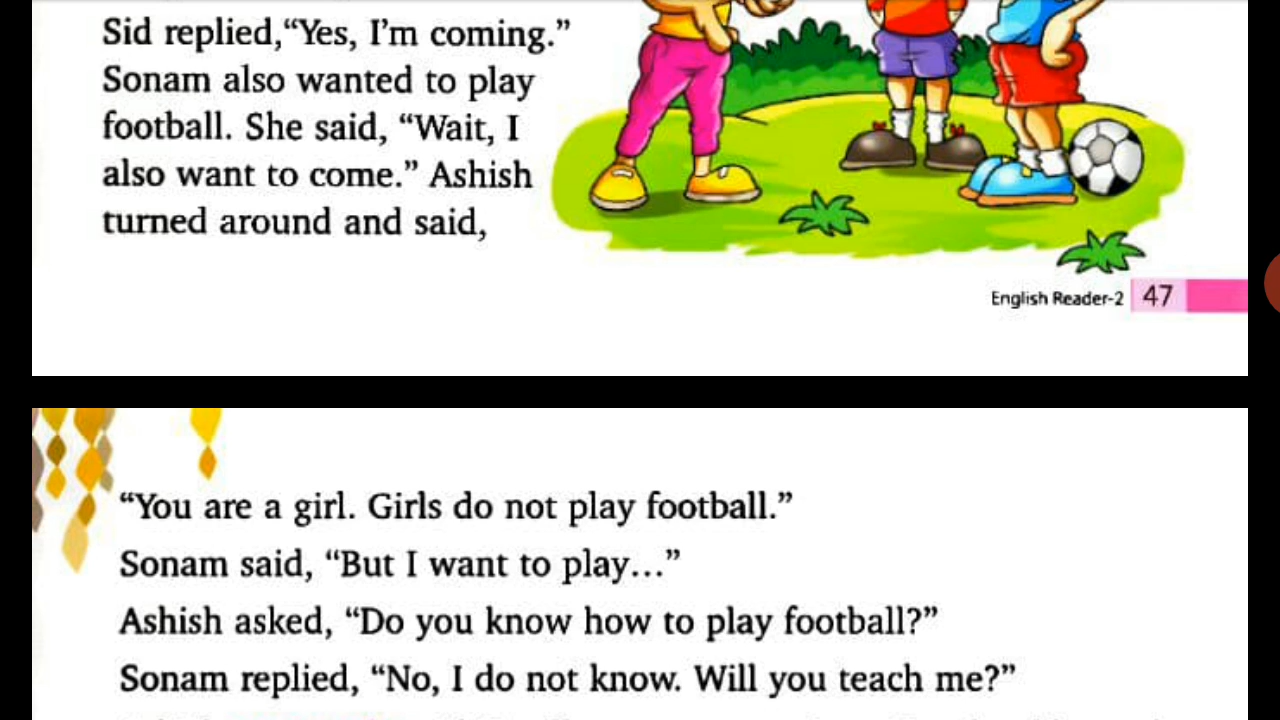 Sid replied,“Yes, I’m coming.”
Sonam also wanted to play
football. She said, “Wait, I
also want to come.” Ashish
turned around and said,
English Reader-2 47
“You are a girl. Girls do not play football.”
Sonam said, “But I want to play…”
Ashish asked, “Do you know how to play football?”
Sonam replied, “No, I do not know. Will you teach me?”